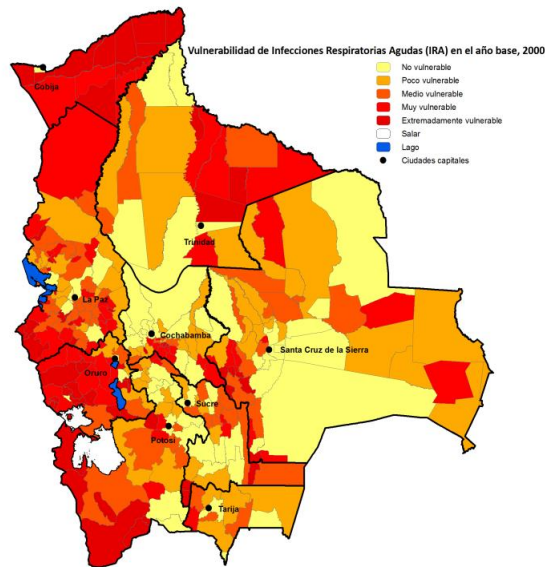 Vulnerabilidad de Infecciones Respiratorias Agudas (IRA) en el año base, 2000
No vulnerable
Poco vulnerable
Medio vulnerable
Muy vulnerable
Extremadamente vulnerable
Salar
Lago
Ciudades capitales
Cobija
Trinidad
La Paz
Cochabamba
Santa Cruz de la Sierra
Oruro
Sucre
Potosí
Tarija